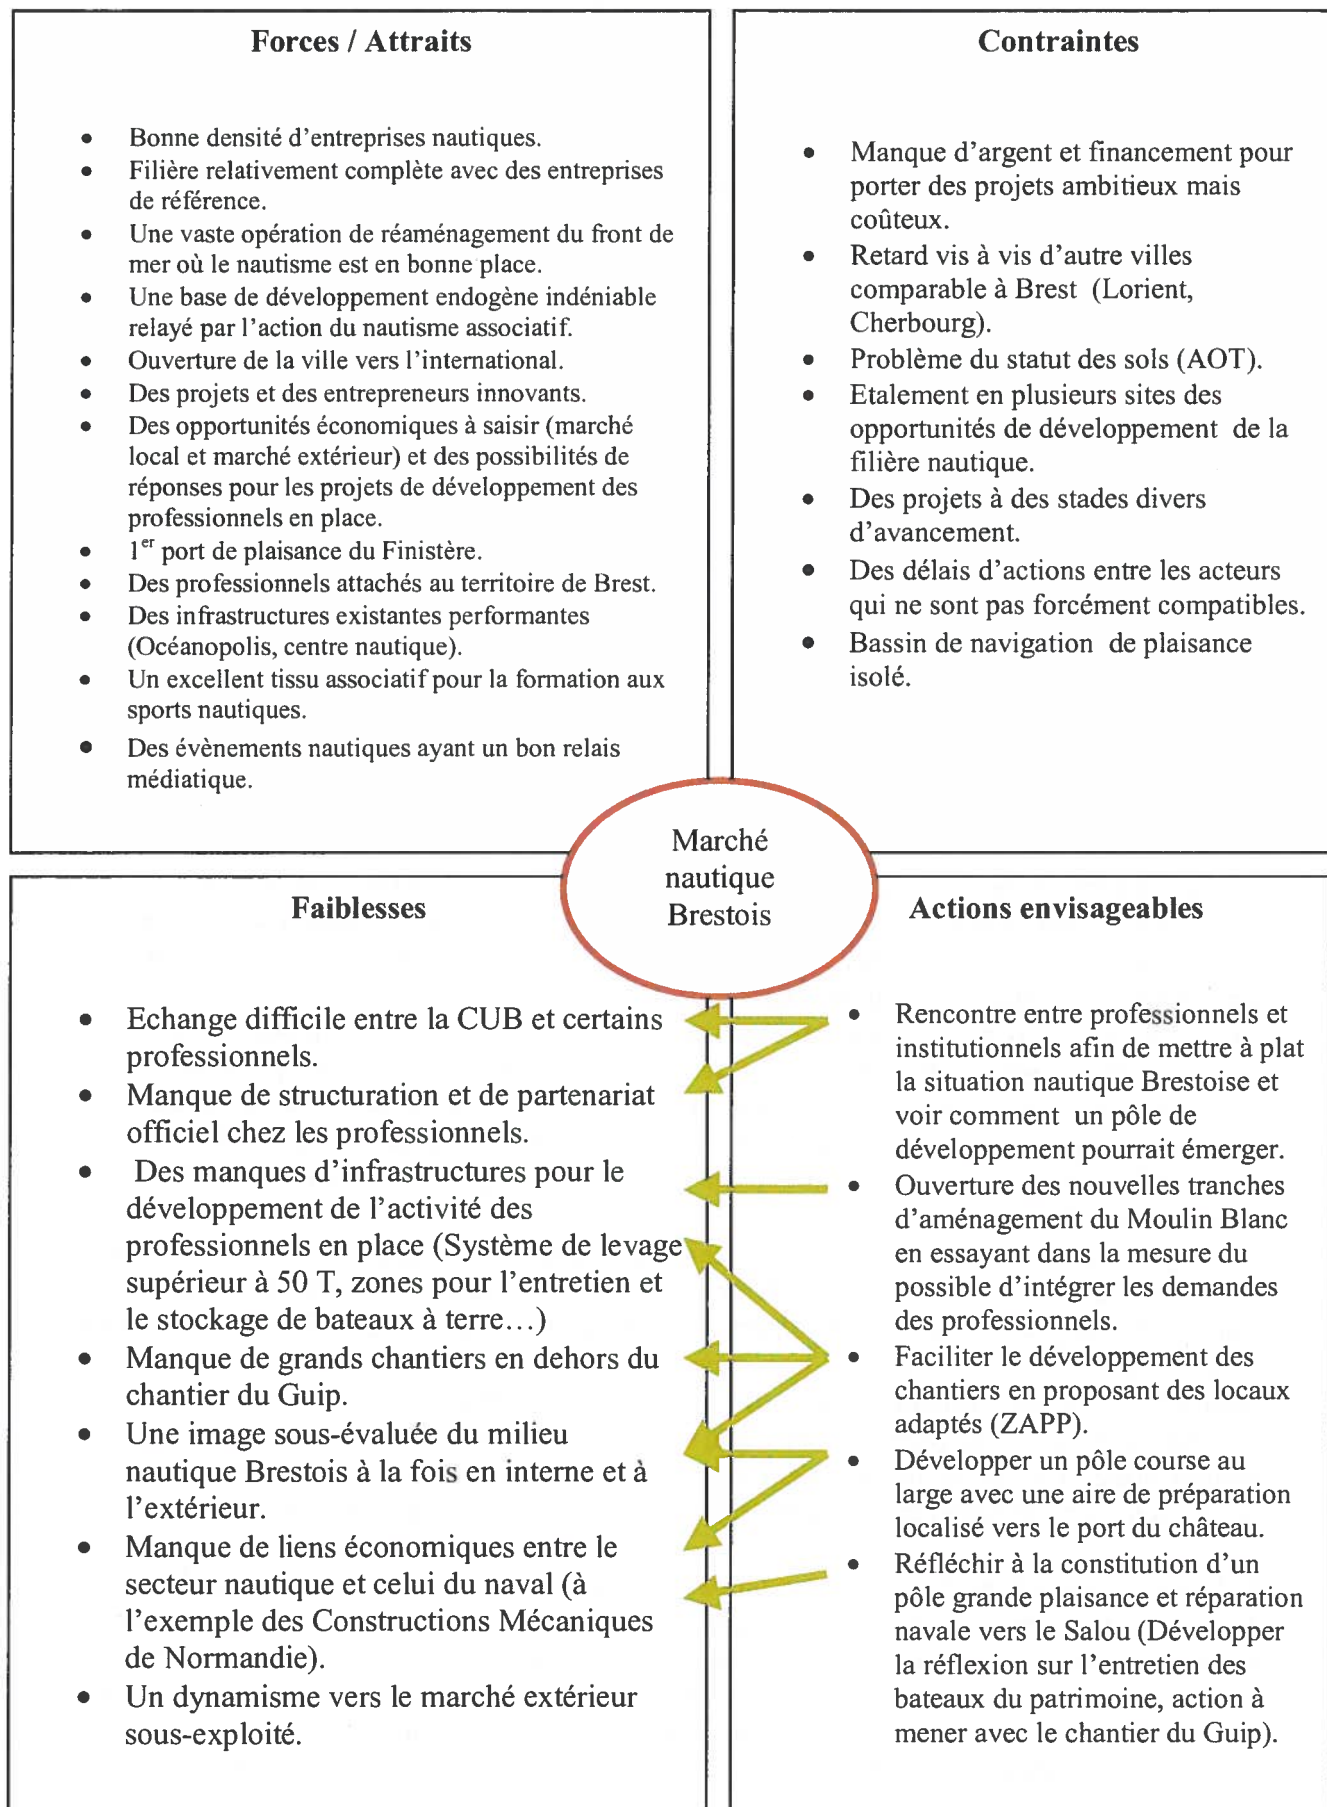 Forces / Attraits
Bonne densité d'entreprises nautiques.
Filière relativement complète avec des entreprises
de référence.
Une vaste opération de réaménagement du front de
mer où le nautisme est en bonne place.
Une base de développement endogène indéniable
relayé par l'action du nautisme associatif.
Ouverture de la ville vers l'international.
Des projets et des entrepreneurs innovants.
Des opportunités économiques à saisir (marché
local et marché extérieur) et des possibilités de
réponses pour les projets de développement des
professionnels en place.
1er port de plaisance du Finistère.
Des professionnels attachés au territoire de Brest.
Des infrastructures existantes performantes
(Océanopolis, centre nautique).
Un excellent tissu associatif pour la formation aux
sports nautiques.
Des évènements nautiques ayant un bon relais
médiatique.
Contraintes
Manque d'argent et financement pour
porter des projets ambitieux mais
coûteux.
Retard vis à vis d'autre villes
comparable à Brest (Lorient,
Cherbourg).
Problème du statut des sols (AOT).
Etalement en plusieurs sites des
opportunités de développement de la
filière nautique.
Des projets à des stades divers
d'avancement.
Des délais d'actions entre les acteurs
qui ne sont pas forcément compatibles.
Bassin de navigation de plaisance
isolé.
Marché
nautique
Brestois
Faiblesses
Echange difficile entre la CUB et certains
professionnels.
Manque de structuration et de partenariat
officiel chez les professionnels.
Des manques d'infrastructures pour le
développement de l'activité des
professionnels en place (Système de levage
supérieur à 50 T, zones pour l'entretien et
le stockage de bateaux à terre…)
Manque de grands chantiers en dehors du
chantier du Guip.
Une image sous-évaluée du milieu
nautique Brestois à la fois en interne et à
l'extérieur.
Manque de liens économiques entre le
secteur nautique et celui du naval (à
l'exemple des Constructions Mécaniques
de Normandie).
Un dynamisme vers le marché extérieur
sous-exploité.
Actions envisageables
Rencontre entre professionnels et
institutionnels afin de mettre à plat
la situation nautique Brestoise et
voir comment un pôle de
développement pourrait émerger.
Ouverture des nouvelles tranches
d'aménagement du Moulin Blanc
en essayant dans la mesure du
possible d'intégrer les demandes
des professionnels.
Faciliter le développement des
chantiers en proposant des locaux
adaptés (ZAPP).
Développer un pôle course au
large avec une aire de préparation
localisé vers le port du château.
Réfléchir à la constitution d'un
pôle grande plaisance et réparation
navale vers le Salou (Développer
la réflexion sur l'entretien des
bateaux du patrimoine, action à
mener avec le chantier du Guip).